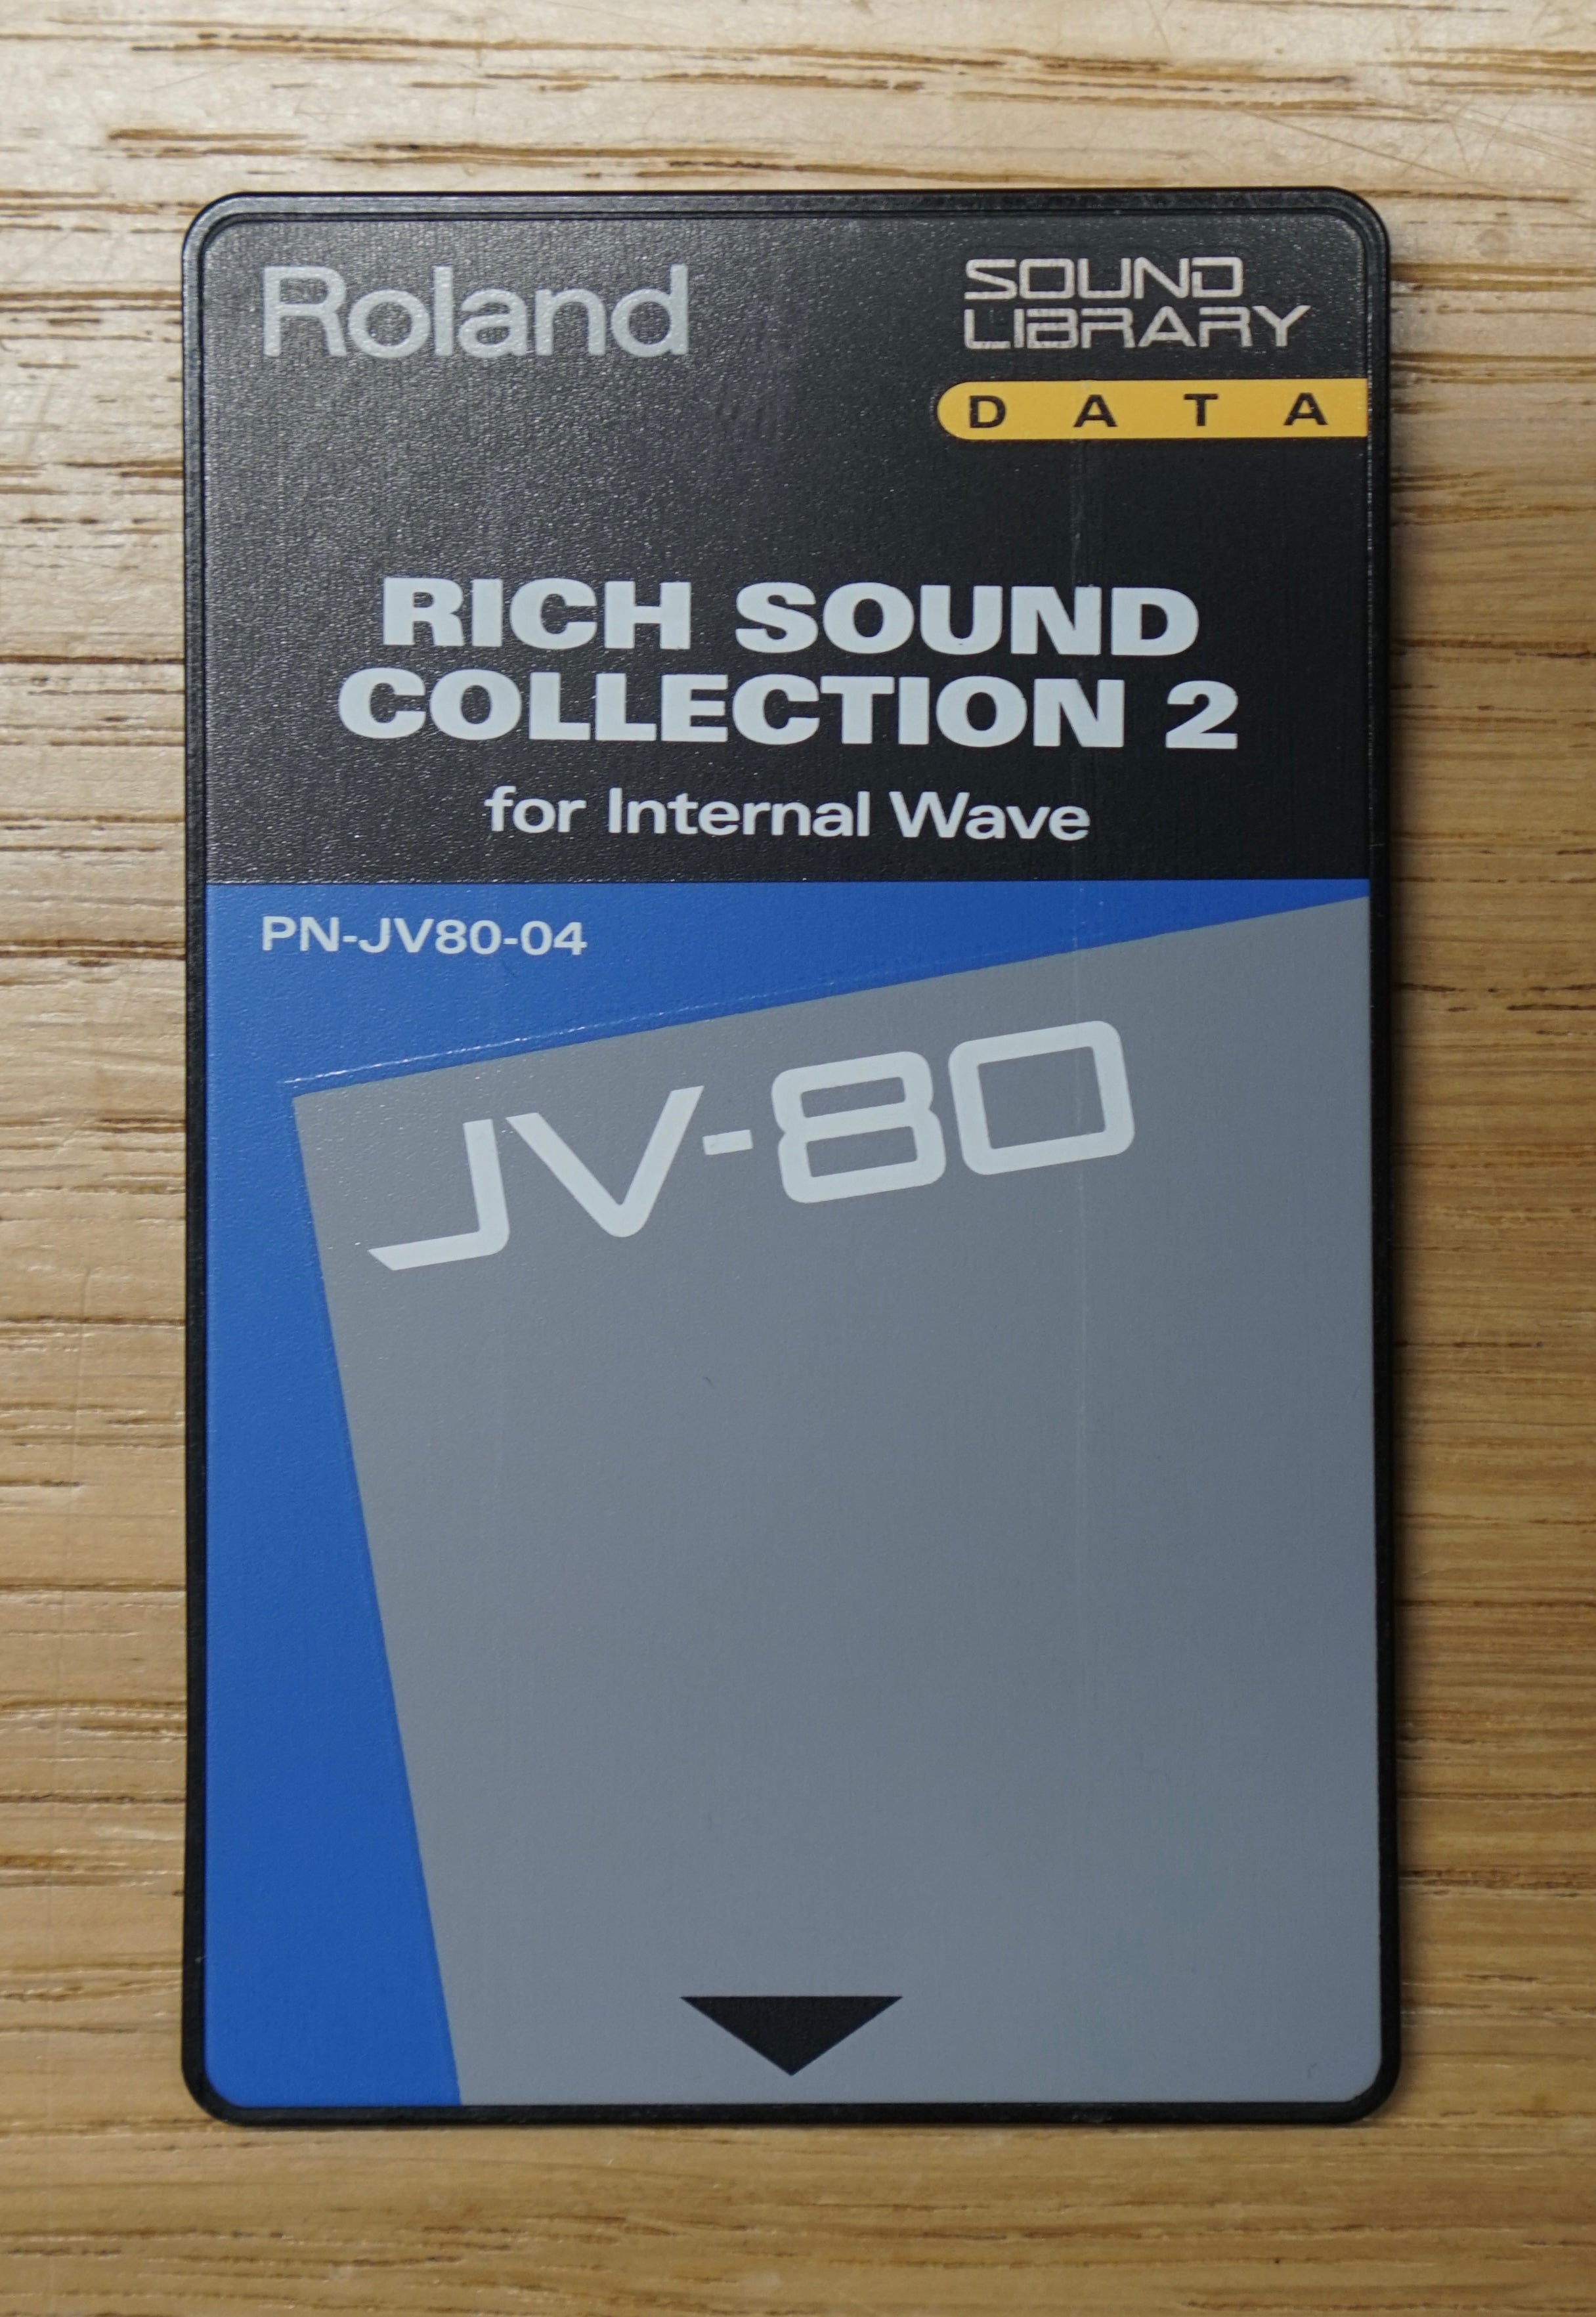 Roland
SOUND
LIBRARY
DATA
RICH SOUND
COLLECTION 2
for Internal Wave
PN-JV80-04
JV-80